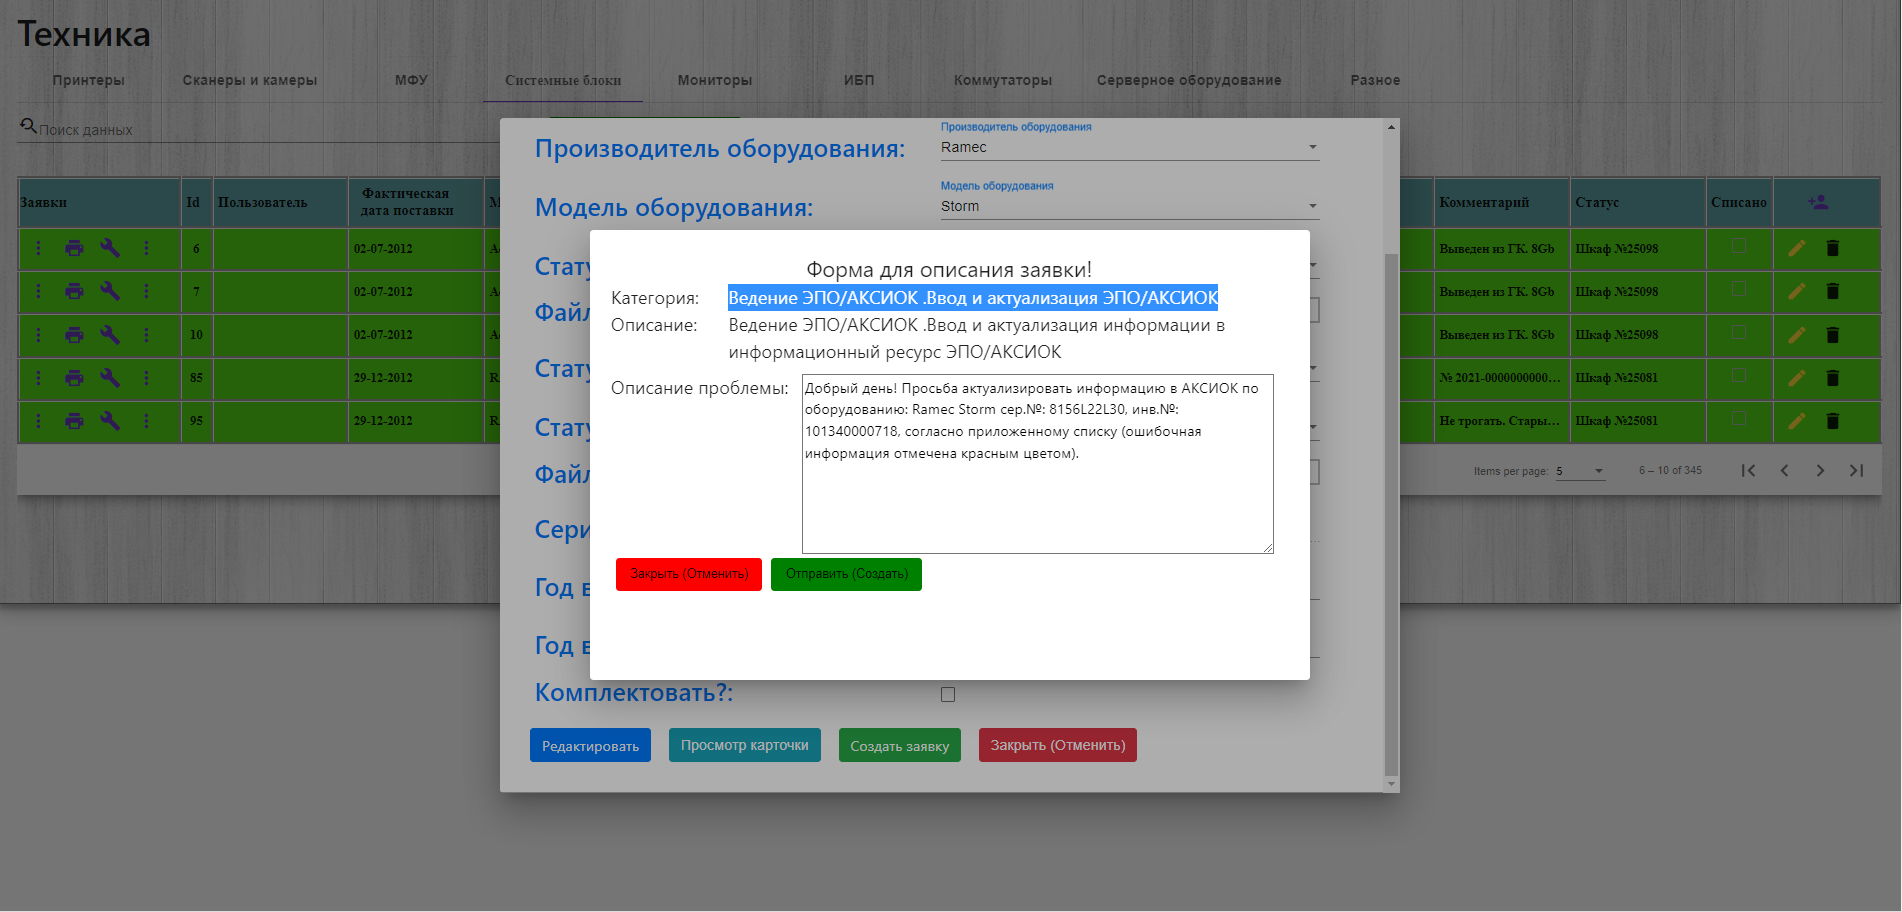 Техника
Принтеры Сканеры и камеры МФУ Системные блоки Мониторы ИБП Коммутаторы Серверное оборудование Разное
Поиск данных
Заявки Id Пользователь Фактическая дата поставки Комментарий Статус Списано
6 02-07-2012 Выведен из ГК. 8Gb Шкаф №25098
7 02-07-2012 Выведен из ГК. 8Gb Шкаф №25098
10 02-07-2012 Выведен из ГК. 8Gb Шкаф №25098
85 29-12-2012 № 2021-0000000000... Шкаф №25081
95 29-12-2012 Не трогать. Стары... Шкаф №25081
Items per page: 5 6 – 10 of 345
Производитель оборудования
Производитель оборудования: Ramec
Модель оборудования
Модель оборудования: Storm
Форма для описания заявки!
Категория: Ведение ЭПО/АКСИОК .Ввод и актуализация ЭПО/АКСИОК
Описание: Ведение ЭПО/АКСИОК .Ввод и актуализация информации в
информационный ресурс ЭПО/АКСИОК
Описание проблемы: Добрый день! Просьба актуализировать информацию в АКСИОК по
оборудованию: Ramec Storm сер.№: 8156L22L30, инв.№:
101340000718, согласно приложенному списку (ошибочная
информация отмечена красным цветом).
Закрыть (Отменить) Отправить (Создать)
Год в
Год в
Комплектовать?:
Редактировать Просмотр карточки Создать заявку Закрыть (Отменить)